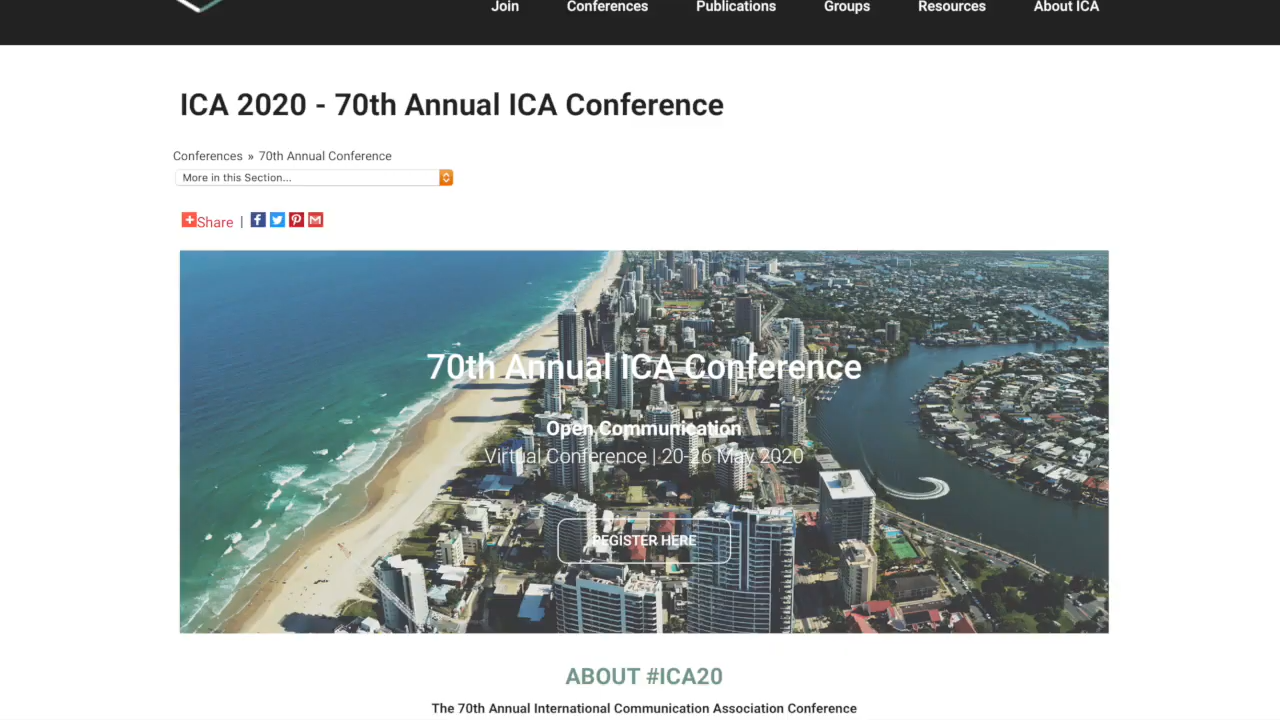 Join Conferences Publications Groups Resources About ICA
ICA 2020 - 70th Annual ICA Conference
Conferences » 70th Annual Conference
More in this Section...
Share |
70th Annual ICA Conference
Open Communication
Virtual Conference | 20-26 May 2020
REGISTER HERE
ABOUT #ICA20
The 70th Annual International Communication Association Conference